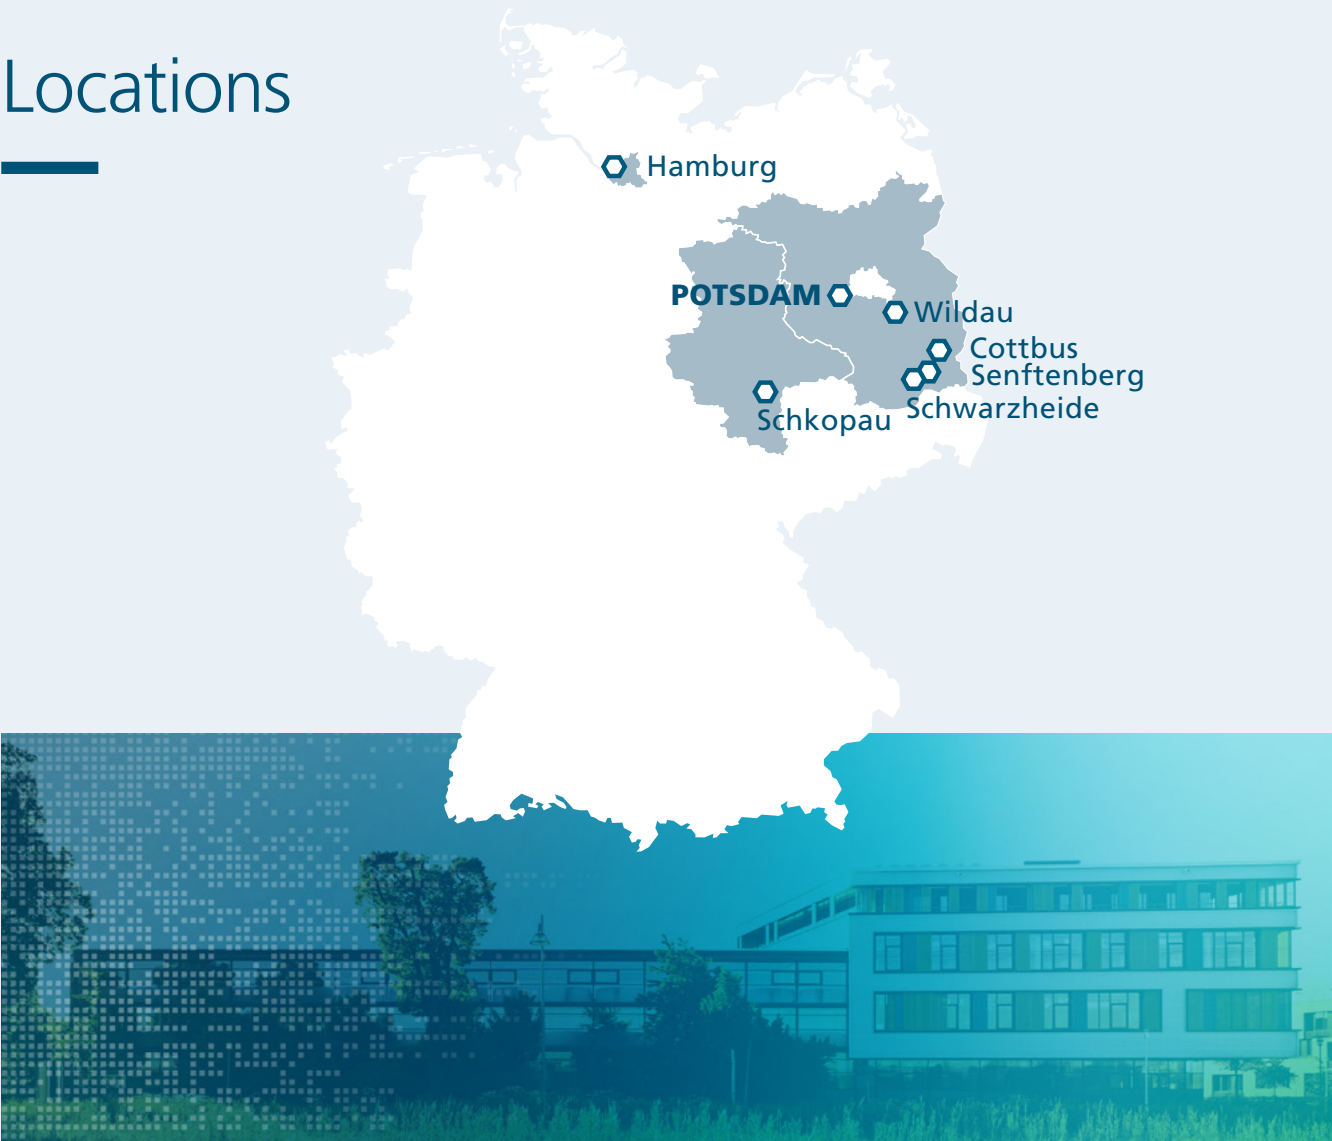 Locations
Hamburg
POTSDAM
Wildau
Cottbus
Senftenberg
Schwarzheide
Schkopau